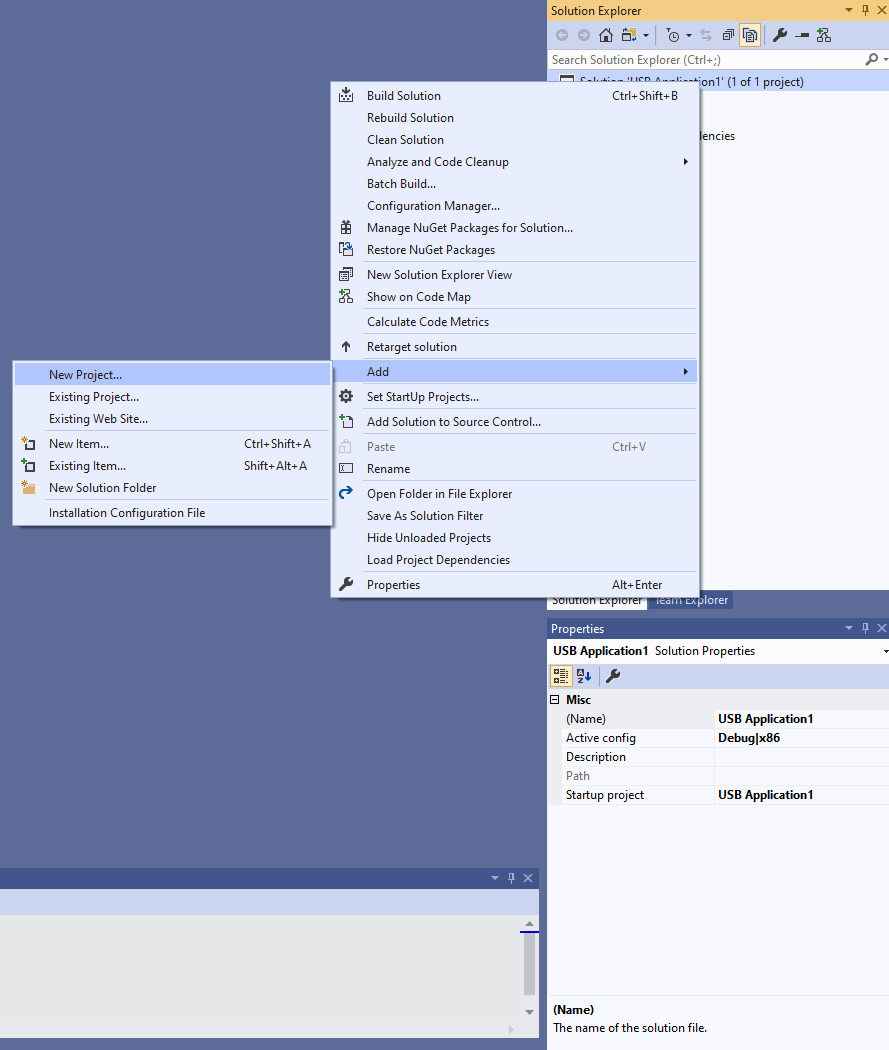 Solution Explorer
Search Solution Explorer (Ctrl+;)
Solution 'USB Application1' (1 of 1 project)
Build Solution Ctrl+Shift+B
Rebuild Solution
Clean Solution
Analyze and Code Cleanup
Batch Build...
Configuration Manager...
Manage NuGet Packages for Solution...
Restore NuGet Packages
New Solution Explorer View
Show on Code Map
Calculate Code Metrics
Retarget solution
Add
Set StartUp Projects...
Add Solution to Source Control...
Paste Ctrl+V
Rename
Open Folder in File Explorer
Save As Solution Filter
Hide Unloaded Projects
Load Project Dependencies
Properties Alt+Enter
New Project...
Existing Project...
Existing Web Site...
New Item... Ctrl+Shift+A
Existing Item... Shift+Alt+A
New Solution Folder
Installation Configuration File
Solution Explorer Team Explorer
Properties
USB Application1 Solution Properties
Misc
(Name) USB Application1
Active config Debug|x86
Description
Path
Startup project USB Application1
(Name)
The name of the solution file.